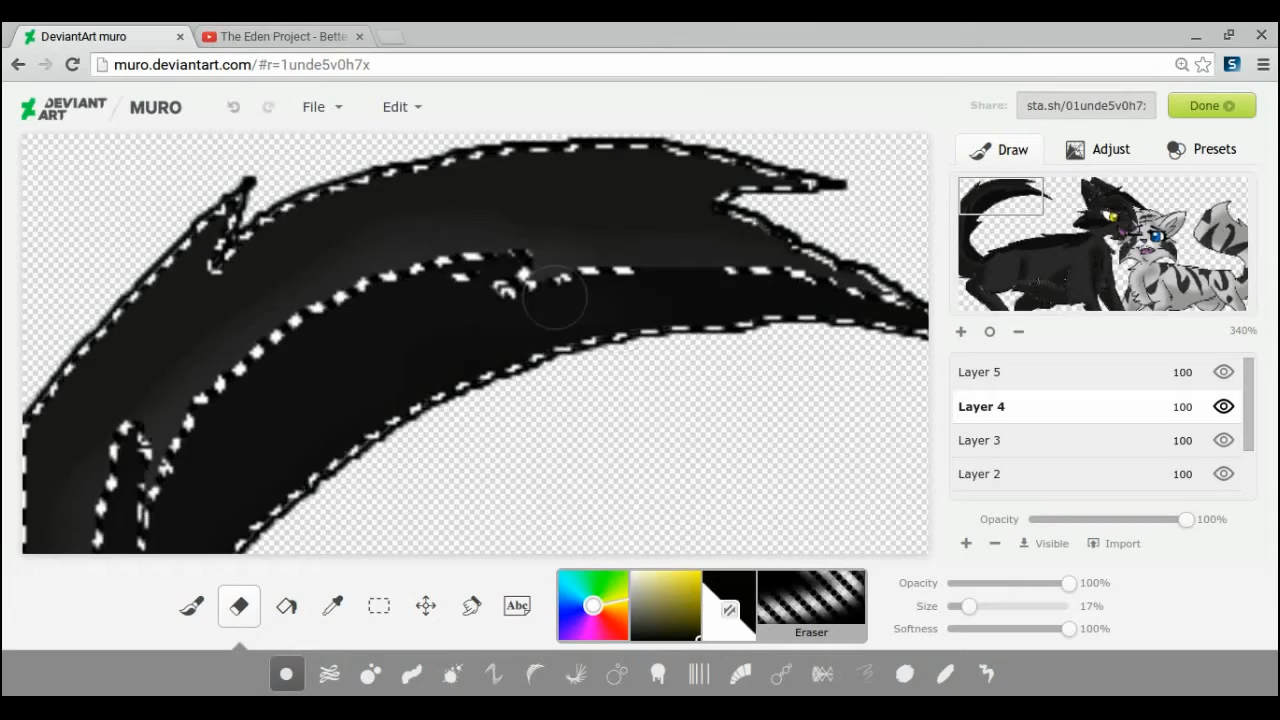 DeviantArt muro
The Eden Project - Bette
muro.deviantart.com/#r=1unde5v0h7x
DEVIANT ART / MURO
File
Edit
Share:
sta.sh/01unde5v0h7:
Done
Draw
Adjust
Presets
340%
Layer 5 100
Layer 4 100
Layer 3 100
Layer 2 100
Opacity 100%
Visible
Import
Abc
Eraser
Opacity 100%
Size 17%
Softness 100%